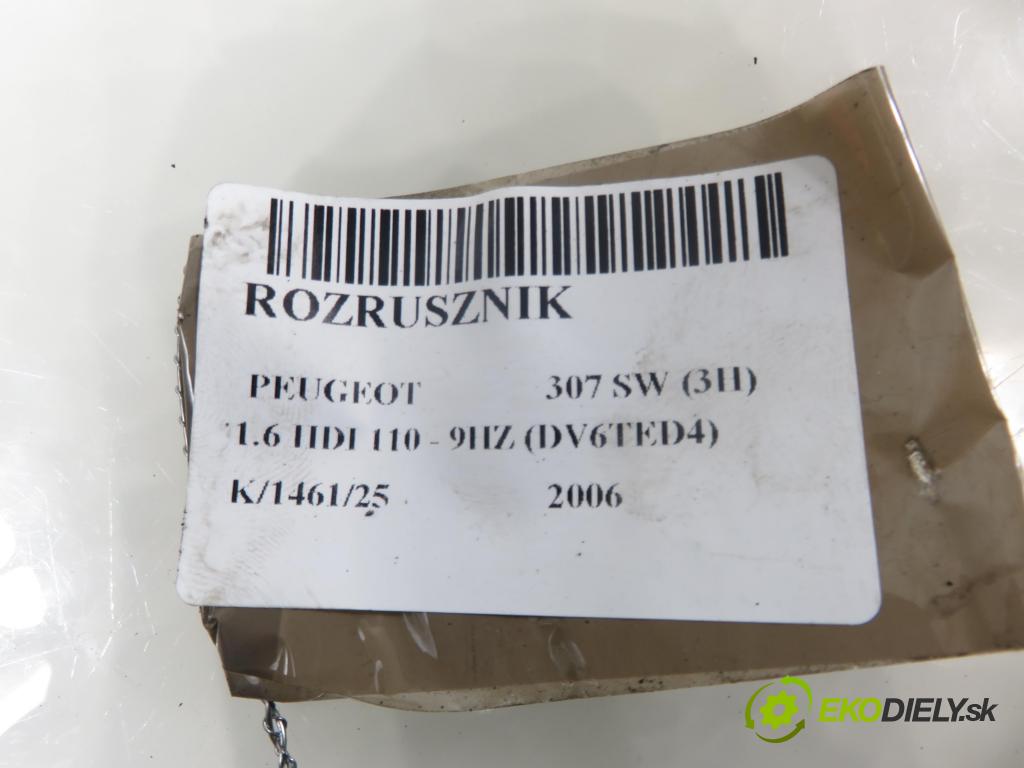 ROZRUSZNIK
PEUGEOT 307 SW (3H)
1.6 HDI 110 - 9HZ (DV6TED4)
K/1461/25 2006
EKODIELY.sk